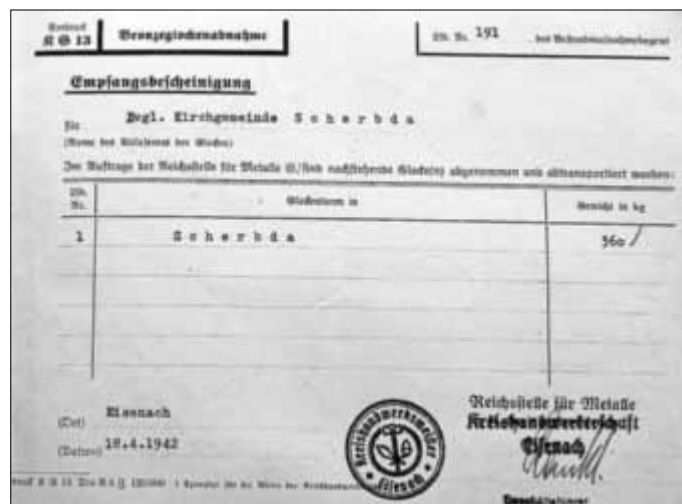 Vordruck
K G 13
Bronzeglockenabnahme
Lfd. Nr. 191
Empfangsbescheinigung
für Evgl. Kirchgemeinde Scherbda
(Name des Ablieferers der Glocken)
Im Auftrage der Reichsstelle für Metalle ist/sind nachstehende Glocke(n) abgenommen und abtransportiert worden:
Lfd. Nr.
Glockenturm in
Gewicht in kg
1 Scherbda 360
(Ort) Eisenach
(Datum) 18.4.1942
Kreishandwerksmeister
Eisenach
Reichsstelle für Metalle
Kreishandwerkerschaft
Eisenach